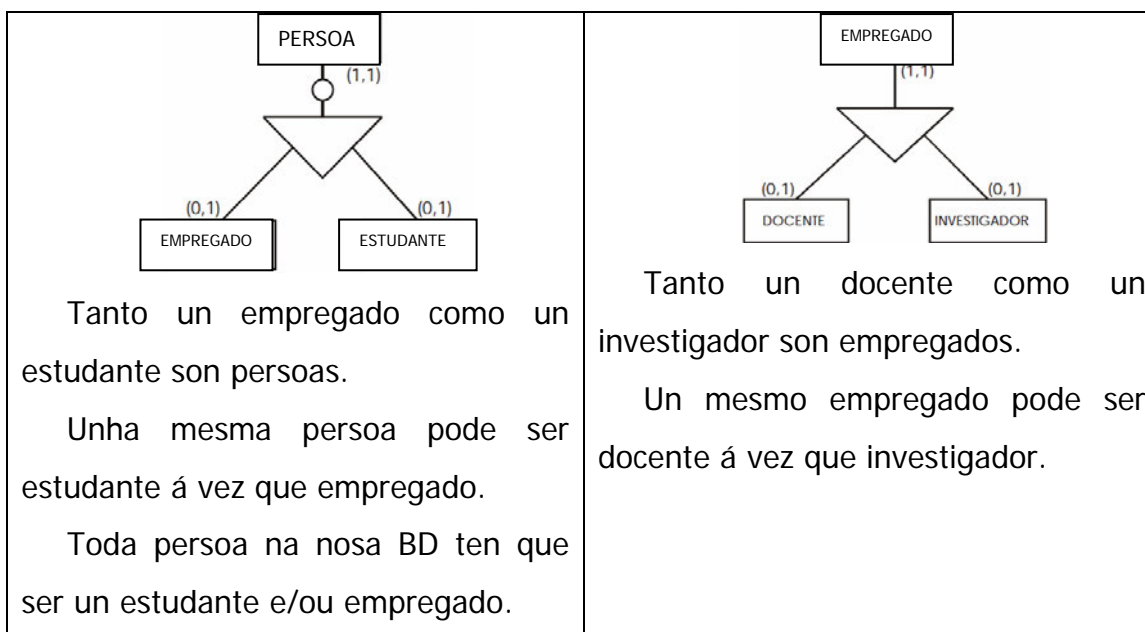 PERSOA
(1,1)
(0,1)
(0,1)
EMPREGADO
ESTUDANTE
Tanto un empregado como un
estudante son persoas.
Unha mesma persoa pode ser
estudante á vez que empregado.
Toda persoa na nosa BD ten que
ser un estudante e/ou empregado.
EMPREGADO
(1,1)
(0,1)
(0,1)
DOCENTE
INVESTIGADOR
Tanto un docente como un
investigador son empregados.
Un mesmo empregado pode ser
docente á vez que investigador.